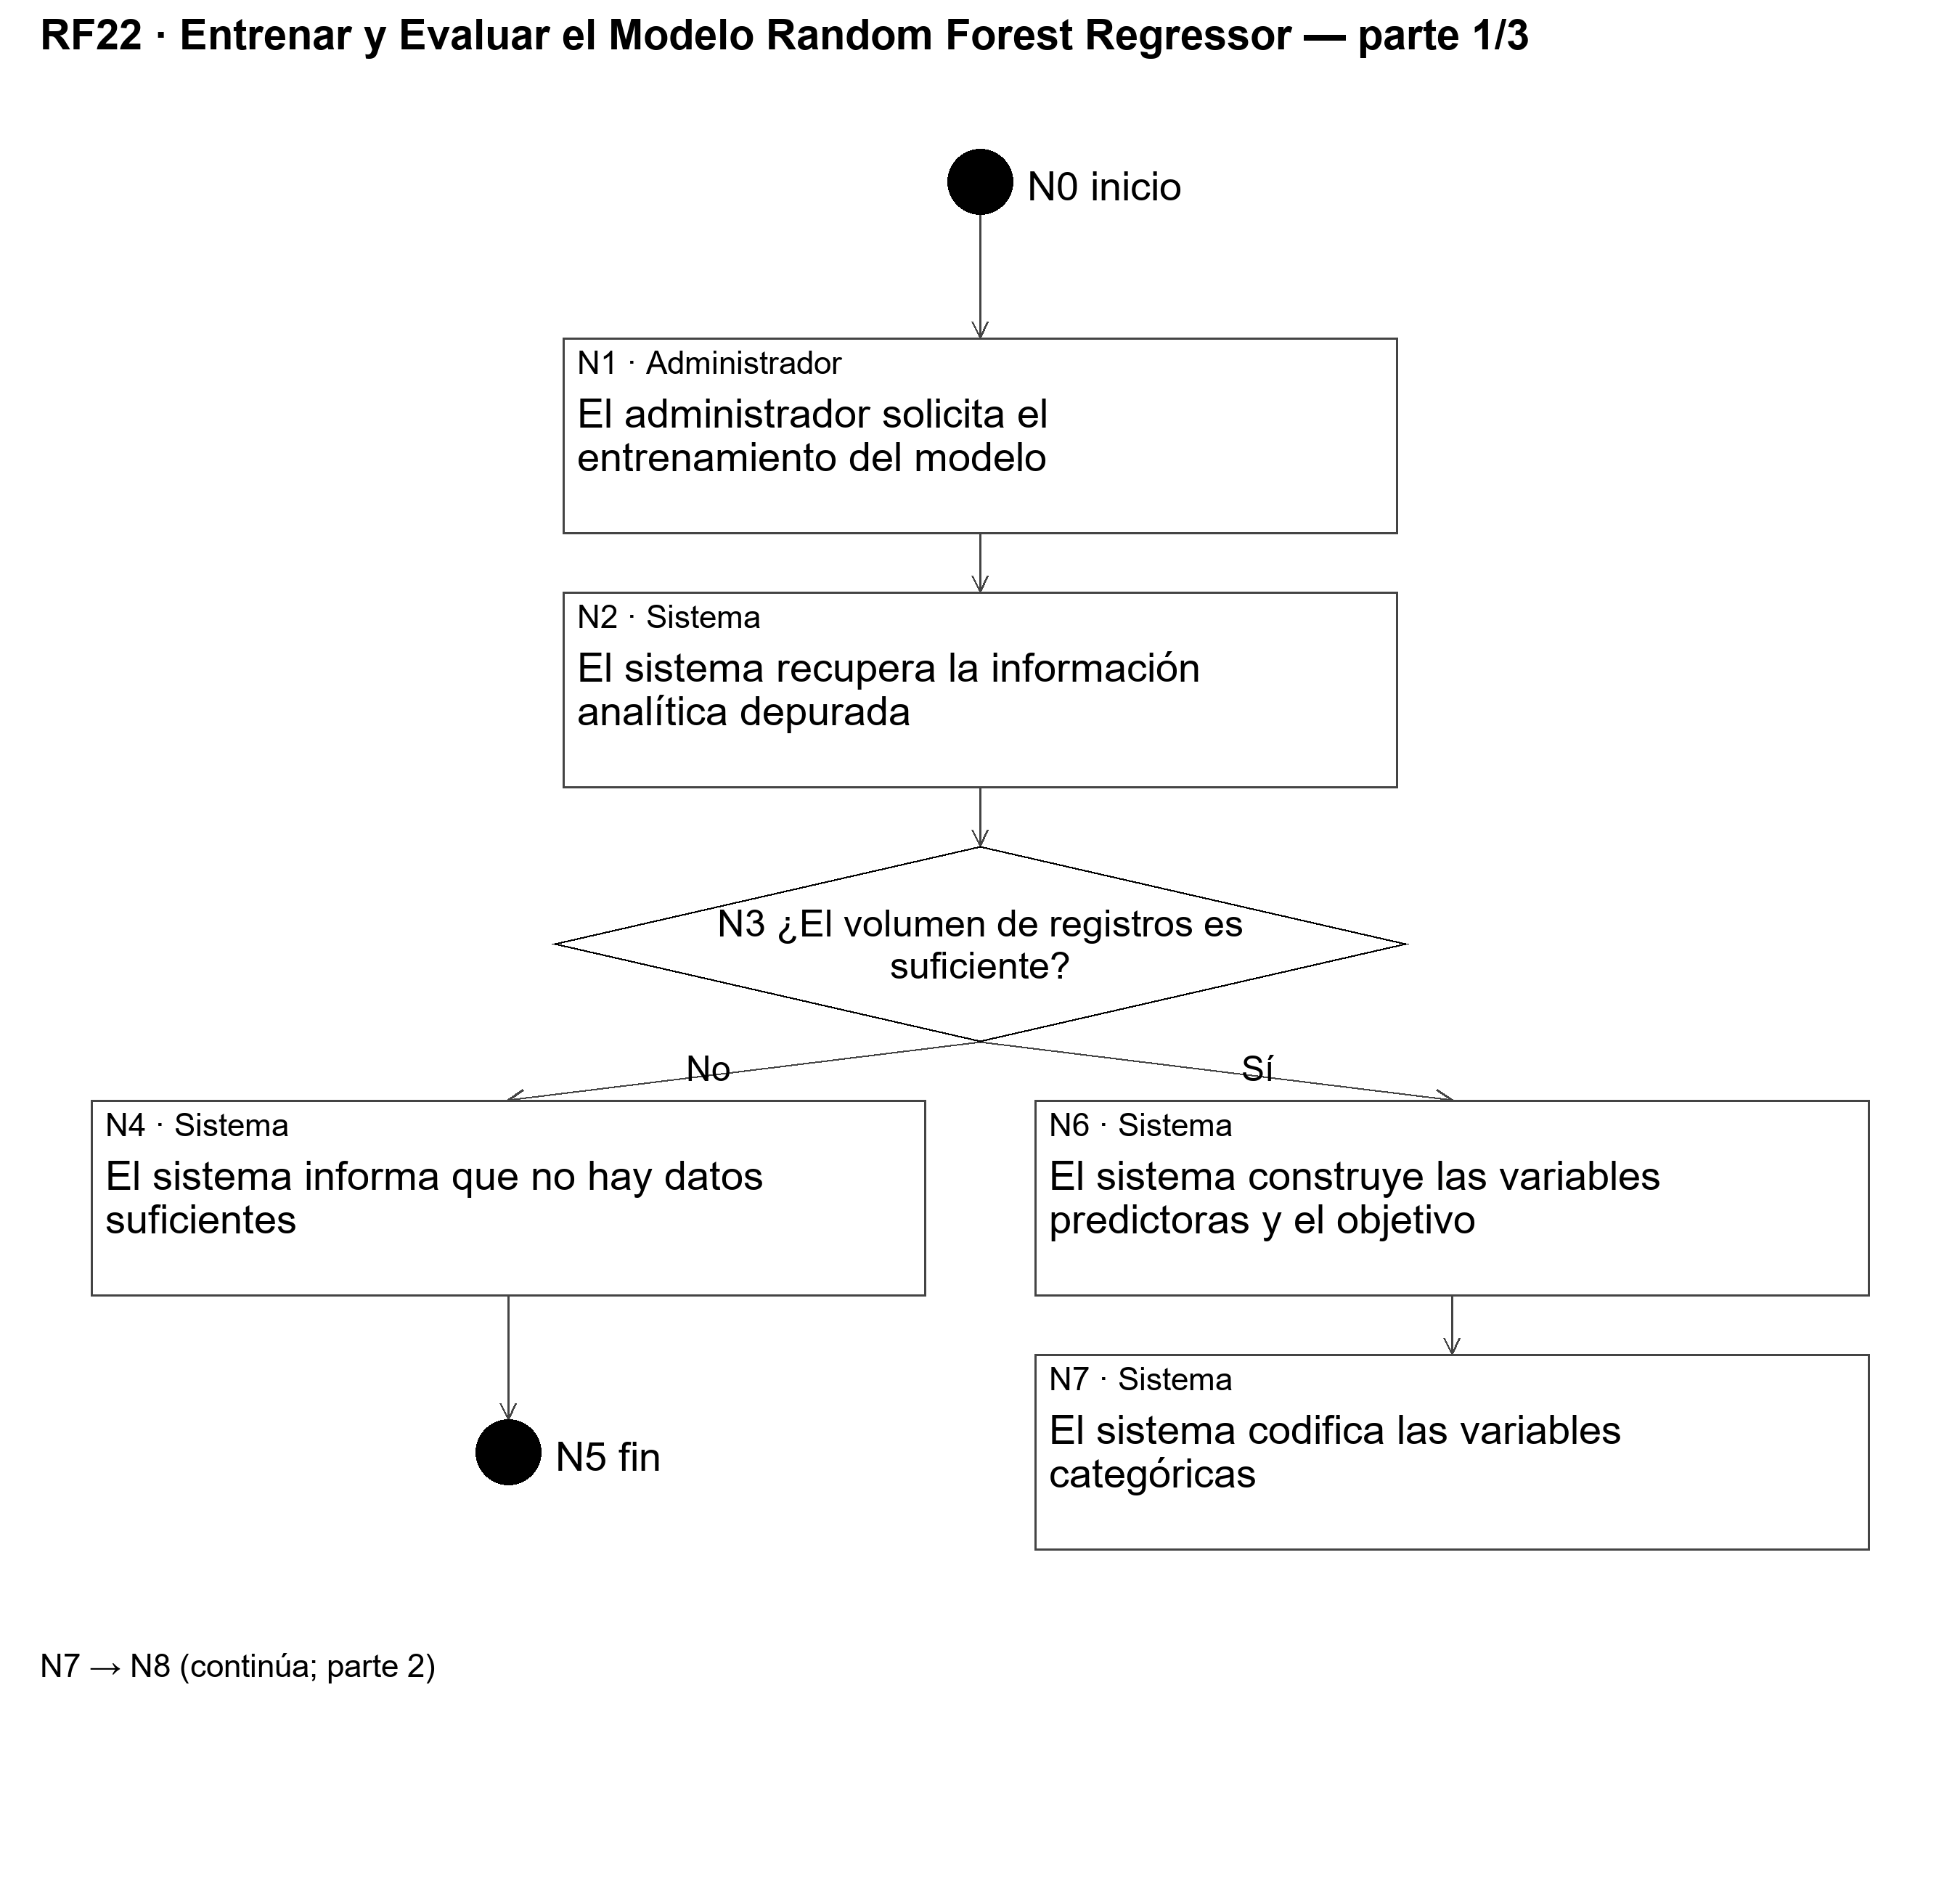 RF22 · Entrenar y Evaluar el Modelo Random Forest Regressor — parte 1/3
N0 inicio
N1 · Administrador
El administrador solicita el
entrenamiento del modelo
N2 · Sistema
El sistema recupera la información
analítica depurada
N3 ¿El volumen de registros es
suficiente?
No
Sí
N4 · Sistema
El sistema informa que no hay datos
suficientes
N6 · Sistema
El sistema construye las variables
predictoras y el objetivo
N5 fin
N7 · Sistema
El sistema codifica las variables
categóricas
N7 → N8 (continúa; parte 2)